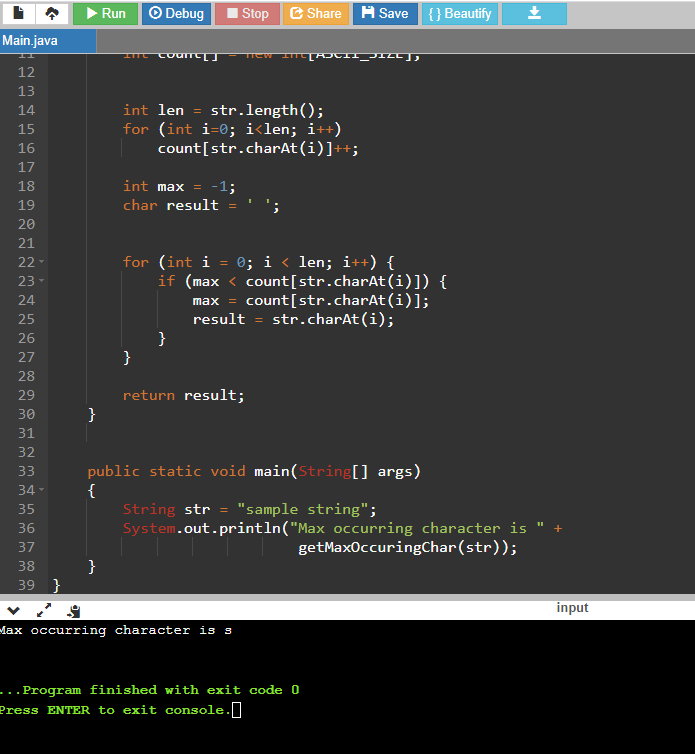 Run Debug Stop Share Save { } Beautify
Main.java
11 int count[] = new int[ASCII_SIZE];
12
13
14 int len = str.length();
15 for (int i=0; i<len; i++)
16 count[str.charAt(i)]++;
17
18 int max = -1;
19 char result = ' ';
20
21
22 for (int i = 0; i < len; i++) {
23 if (max < count[str.charAt(i)]) {
24 max = count[str.charAt(i)];
25 result = str.charAt(i);
26 }
27 }
28
29 return result;
30 }
31
32
33 public static void main(String[] args)
34 {
35 String str = "sample string";
36 System.out.println("Max occurring character is " +
37 getMaxOccuringChar(str));
38 }
39 }
input
Max occurring character is s
...Program finished with exit code 0
Press ENTER to exit console.